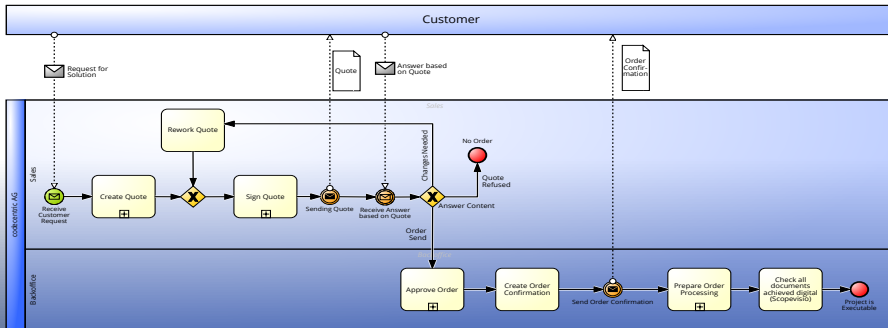 Customer
Request for
Solution
Quote
Answer based
on Quote
Order
Confir-
mation
codecentric AG
Sales
Sales
Rework Quote
Changes Needed
No Order
Quote
Refused
Receive
Customer
Request
Create Quote
Sign Quote
Sending Quote
Receive Answer
based on Quote
Answer Content
Order
Send
Backoffice
Approve Order
Create Order
Confirmation
Send Order Confirmation
Prepare Order
Processing
Check all
documents
achieved digital
(Scopevisio)
Project is
Executable